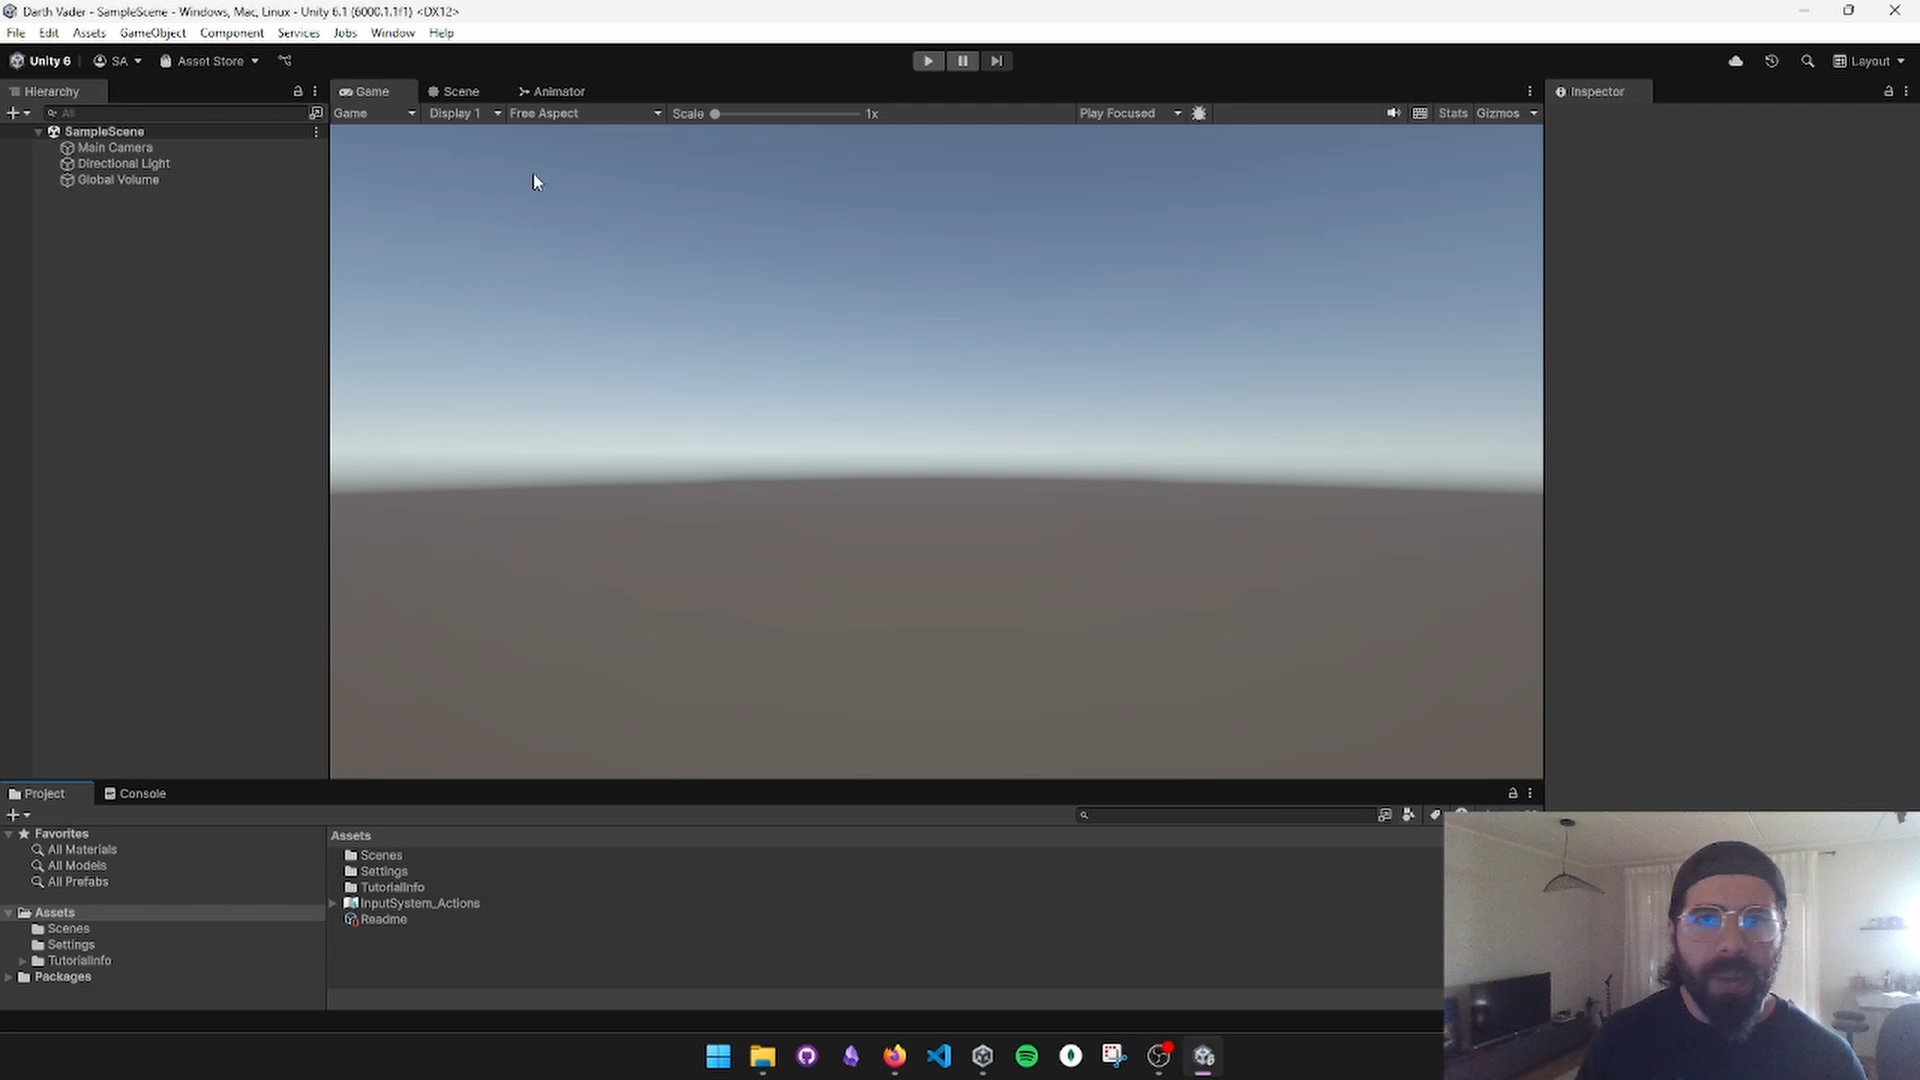 Darth Vader - SampleScene - Windows, Mac, Linux - Unity 6.1 (6000.1.1f1) <DX12>
File Edit Assets GameObject Component Services Jobs Window Help
Unity 6 SA Asset Store Layout
Hierarchy Game Scene Animator Inspector
All Game Display 1 Free Aspect Scale 1x Play Focused Stats Gizmos
SampleScene
Main Camera
Directional Light
Global Volume
Project Console
Favorites
All Materials
All Models
All Prefabs
Assets
Scenes
Settings
TutorialInfo
Packages
Assets
Scenes
Settings
TutorialInfo
InputSystem_Actions
Readme